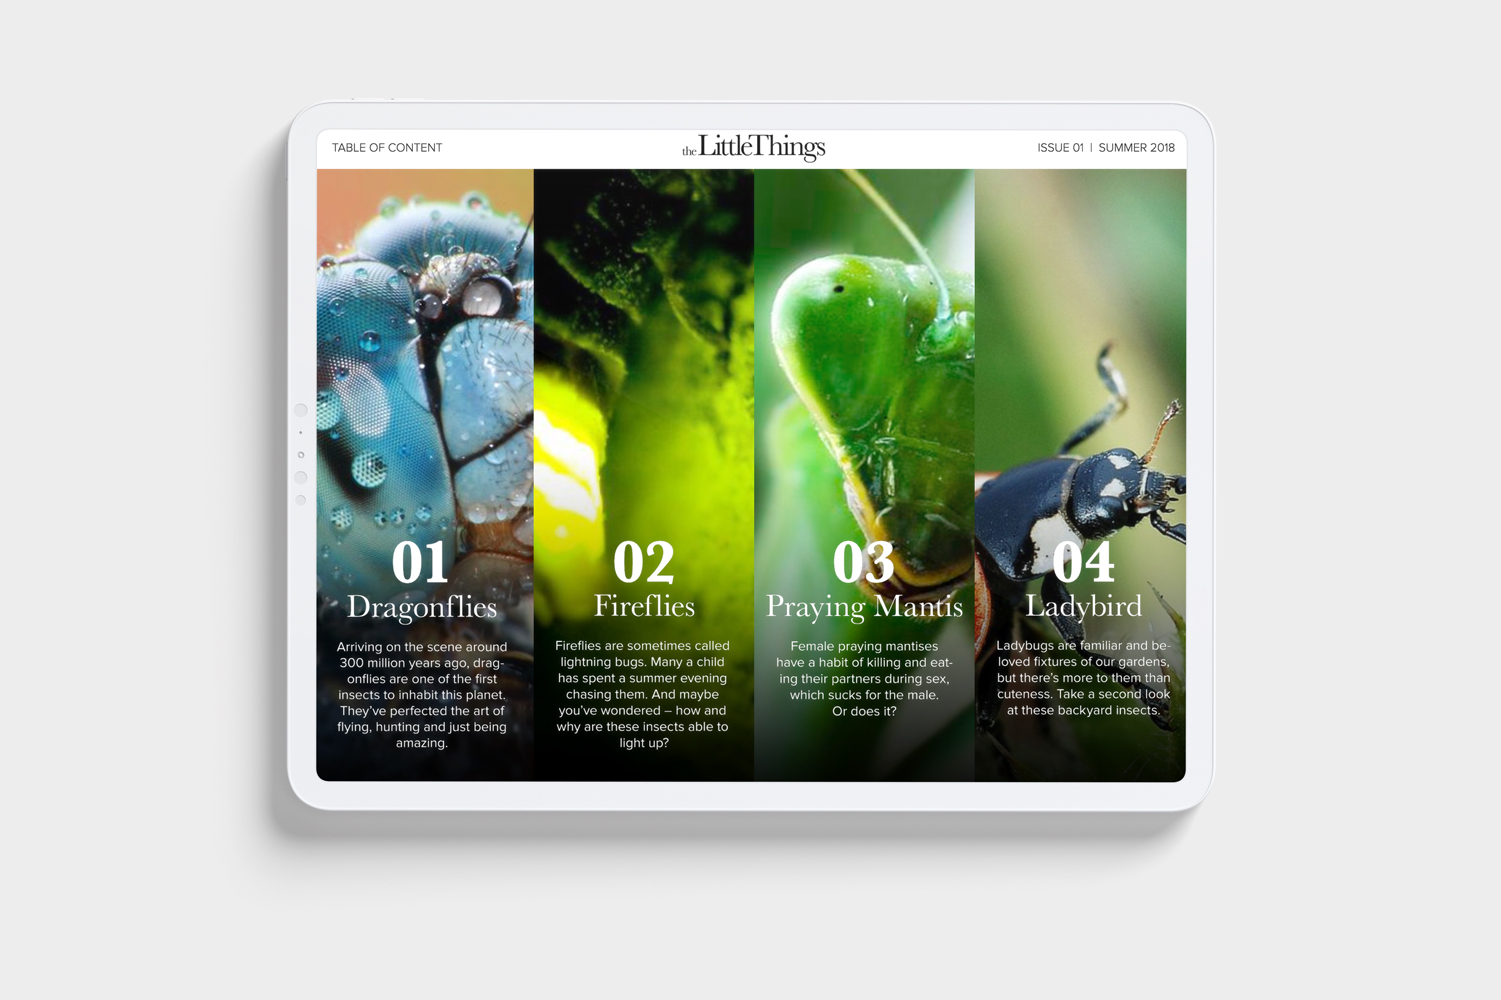 TABLE OF CONTENT
the LittleThings
ISSUE 01 | SUMMER 2018
01
Dragonflies
Arriving on the scene around
300 million years ago, drag-
onflies are one of the first
insects to inhabit this planet.
They've perfected the art of
flying, hunting and just being
amazing.
02
Fireflies
Fireflies are sometimes called
lightning bugs. Many a child
has spent a summer evening
chasing them. And maybe
you've wondered – how and
why are these insects able to
light up?
03
Praying Mantis
Female praying mantises
have a habit of killing and eat-
ing their partners during sex,
which sucks for the male.
Or does it?
04
Ladybird
Ladybugs are familiar and be-
loved fixtures of our gardens,
but there's more to them than
cuteness. Take a second look
at these backyard insects.